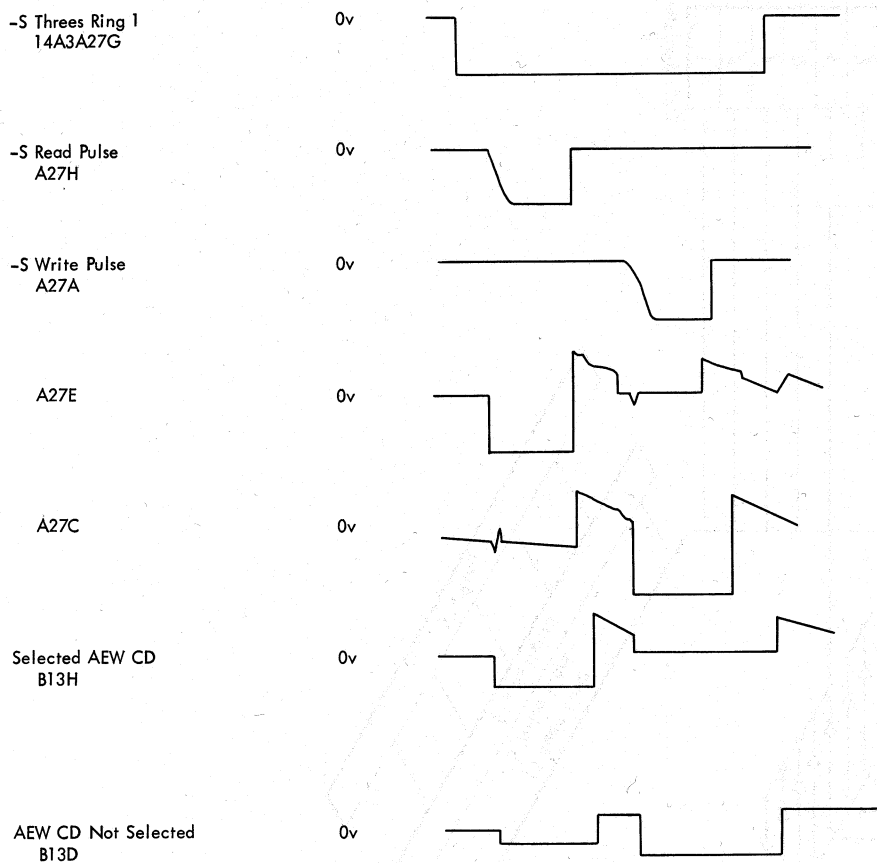 -S Threes Ring 1 0v
14A3A27G
-S Read Pulse 0v
A27H
-S Write Pulse 0v
A27A
A27E 0v
A27C 0v
Selected AEW CD 0v
B13H
AEW CD Not Selected 0v
B13D